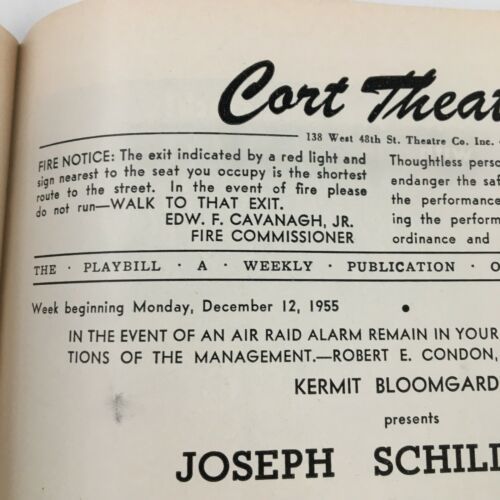 Cort Theat
138 West 48th St. Theatre Co. Inc.
FIRE NOTICE: The exit indicated by a red light and
sign nearest to the seat you occupy is the shortest
route to the street. In the event of fire please
do not run—WALK TO THAT EXIT.
EDW. F. CAVANAGH, JR.
FIRE COMMISSIONER
Thoughtless perso
endanger the saf
the performance
ing the perform
ordinance and
THE · PLAYBILL · A · WEEKLY · PUBLICATION · O
Week beginning Monday, December 12, 1955 •
IN THE EVENT OF AN AIR RAID ALARM REMAIN IN YOUR
TIONS OF THE MANAGEMENT.—ROBERT E. CONDON,
KERMIT BLOOMGARD
presents
JOSEPH SCHILD